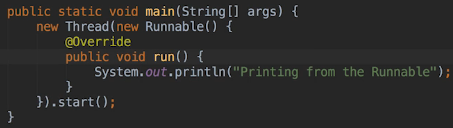 public static void main(String[] args) {
    new Thread(new Runnable() {
        @Override
        public void run() {
            System.out.println("Printing from the Runnable");
        }
    }).start();
}